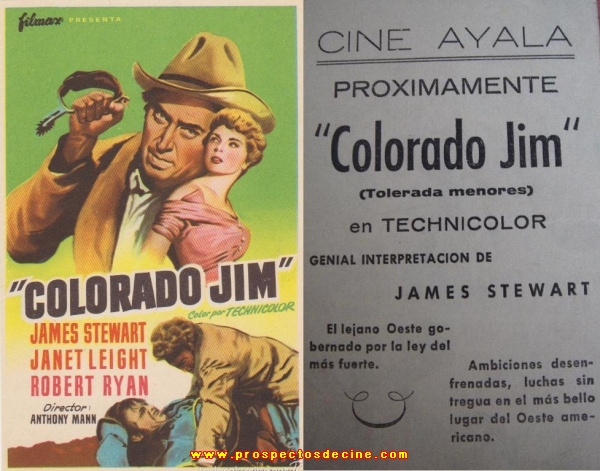 filmax PRESENTA
"COLORADO JIM"
Color por TECHNICOLOR
JAMES STEWART
JANET LEIGHT
ROBERT RYAN
Director:
ANTHONY MANN
CINE AYALA
PROXIMAMENTE
"Colorado Jim"
(Tolerada menores)
en TECHNICOLOR
GENIAL INTERPRETACION DE
JAMES STEWART
El lejano Oeste go-
bernado por la ley del
más fuerte.
Ambiciones desen-
frenadas, luchas sin
tregua en el más bello
lugar del Oeste ame-
ricano.
www.prospectosdecine.com